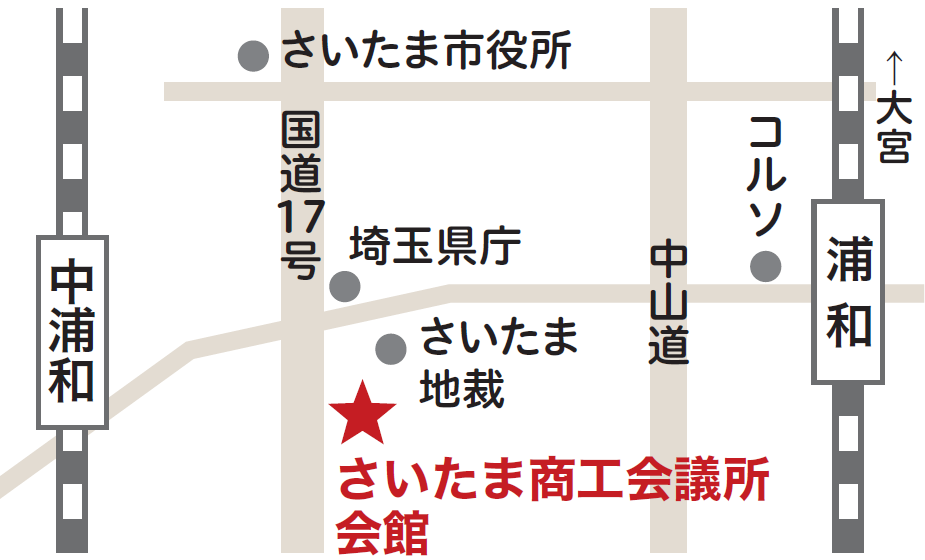 さいたま市役所
↑大宮
国道17号
コルソ
埼玉県庁
中山道
浦和
中浦和
さいたま
地裁
さいたま商工会議所
会館